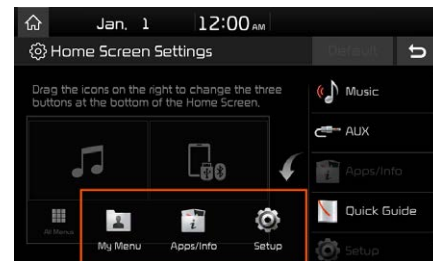 Jan. 1 12:00 AM
Home Screen Settings
Default
Drag the icons on the right to change the three
buttons at the bottom of the Home Screen.
Music
AUX
Apps/Info
Quick Guide
Setup
All Menus
My Menu
Apps/Info
Setup